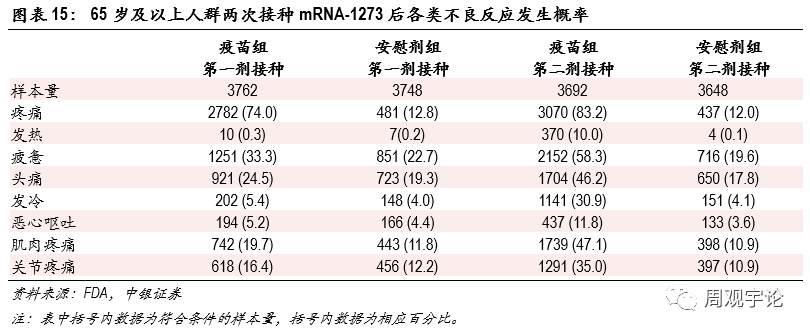 图表 15： 65 岁及以上人群两次接种 mRNA-1273 后各类不良反应发生概率
疫苗组 安慰剂组 疫苗组 安慰剂组
第一剂接种 第一剂接种 第二剂接种 第二剂接种
样本量 3762 3748 3692 3648
疼痛 2782 (74.0) 481 (12.8) 3070 (83.2) 437 (12.0)
发热 10 (0.3) 7(0.2) 370 (10.0) 4 (0.1)
疲惫 1251 (33.3) 851 (22.7) 2152 (58.3) 716 (19.6)
头痛 921 (24.5) 723 (19.3) 1704 (46.2) 650 (17.8)
发冷 202 (5.4) 148 (4.0) 1141 (30.9) 151 (4.1)
恶心呕吐 194 (5.2) 166 (4.4) 437 (11.8) 133 (3.6)
肌肉疼痛 742 (19.7) 443 (11.8) 1739 (47.1) 398 (10.9)
关节疼痛 618 (16.4) 456 (12.2) 1291 (35.0) 397 (10.9)
资料来源：FDA，中银证券
注：表中括号内数据为符合条件的样本量，括号内数据为相应百分比。
周观宇论